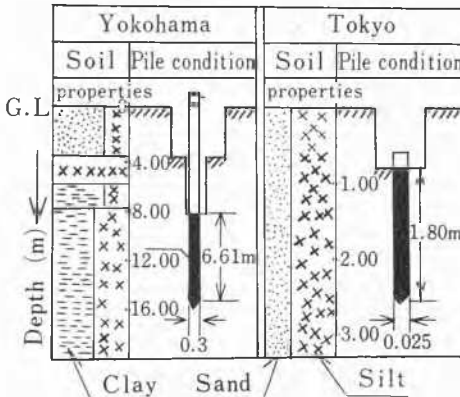 Yokohama Tokyo
Soil Pile condition Soil Pile condition
properties properties
G.L
4.00 1.00
8.00
6.61m 1.80m
12.00 2.00
16.00
0.3 3.00 0.025
Depth (m)
Clay Sand Silt